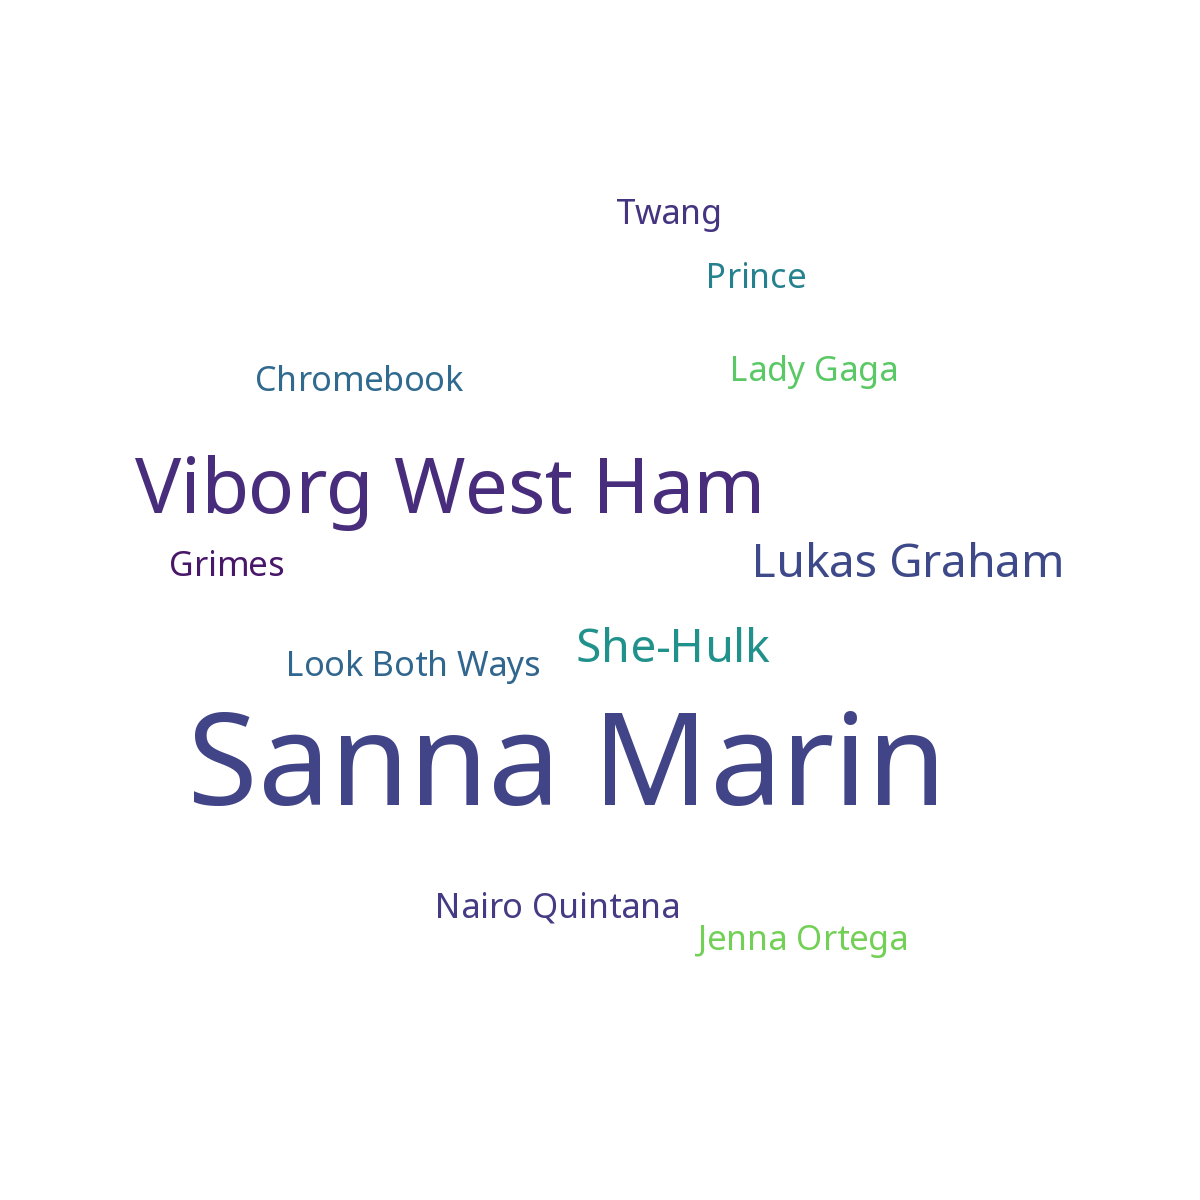 Twang
Prince
Lady Gaga
Chromebook
Viborg West Ham
Lukas Graham
Grimes
She-Hulk
Look Both Ways
Sanna Marin
Nairo Quintana
Jenna Ortega